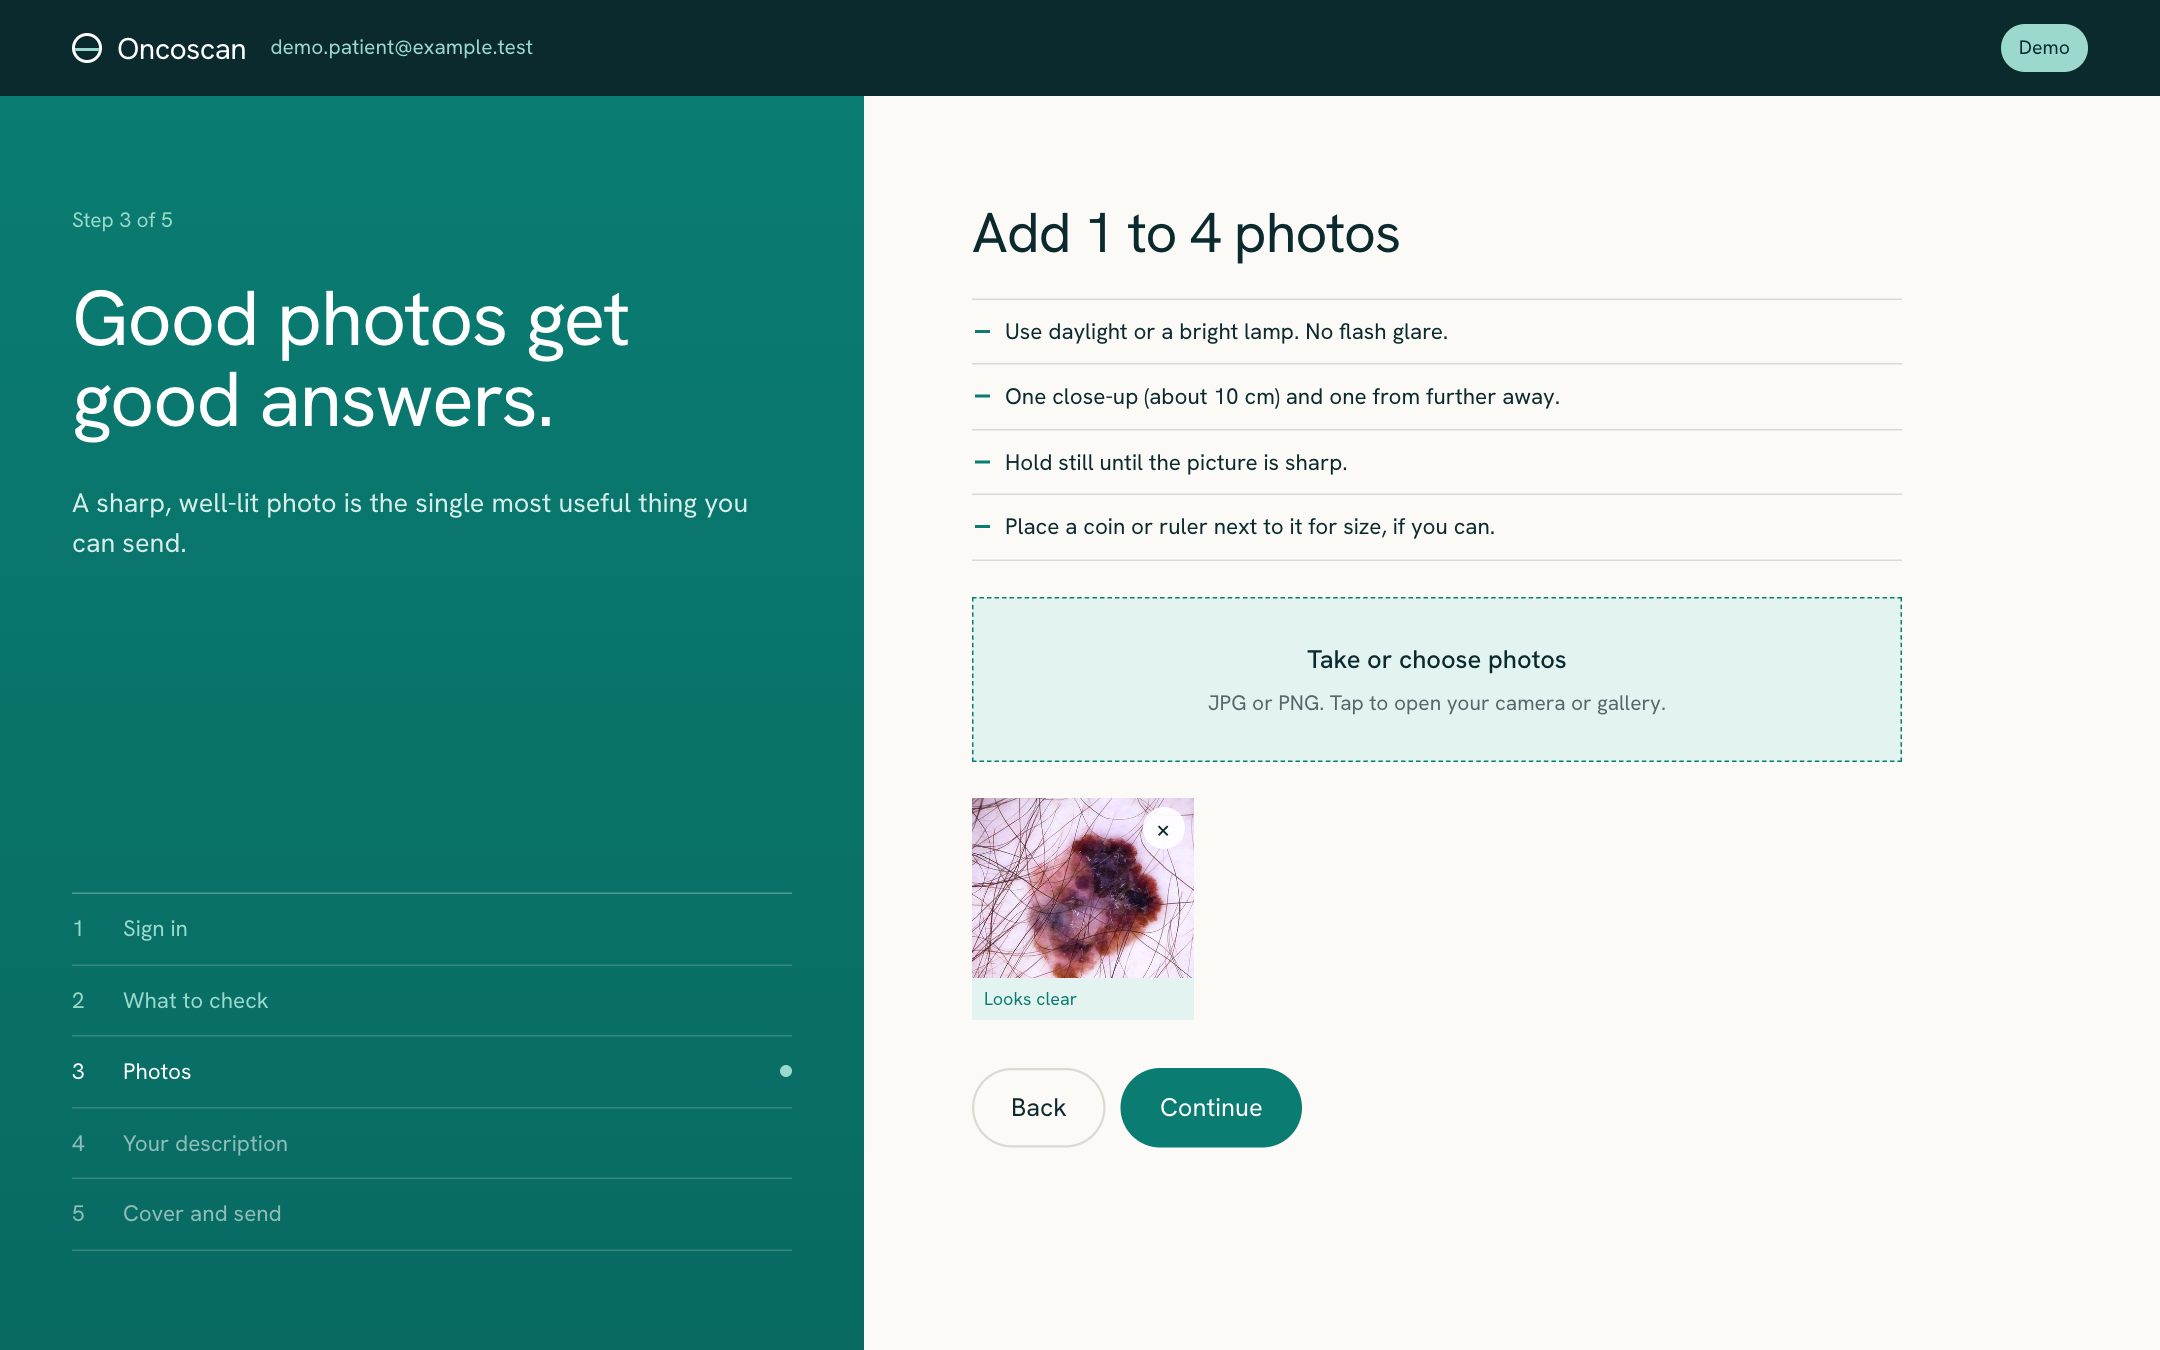 Oncoscan
demo.patient@example.test
Demo
Step 3 of 5
Good photos get
good answers.
A sharp, well-lit photo is the single most useful thing you
can send.
1 Sign in
2 What to check
3 Photos
4 Your description
5 Cover and send
Add 1 to 4 photos
Use daylight or a bright lamp. No flash glare.
One close-up (about 10 cm) and one from further away.
Hold still until the picture is sharp.
Place a coin or ruler next to it for size, if you can.
Take or choose photos
JPG or PNG. Tap to open your camera or gallery.
Looks clear
Back
Continue